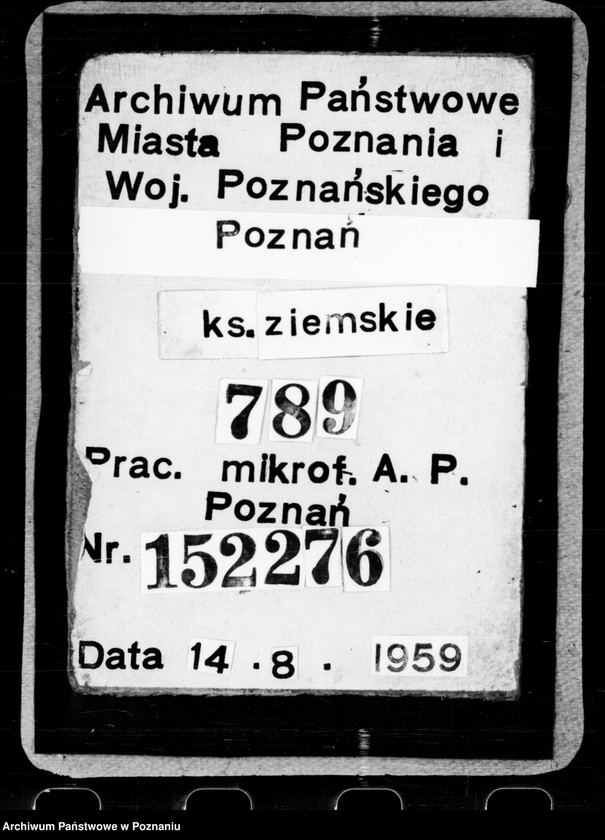 Archiwum Państwowe
Miasta Poznania i
Woj. Poznańskiego
Poznań
ks. ziemskie
789
Prac. mikrof. A. P.
Poznań
Nr. 152276
Data 14.8.1959
Archiwum Państwowe w Poznaniu